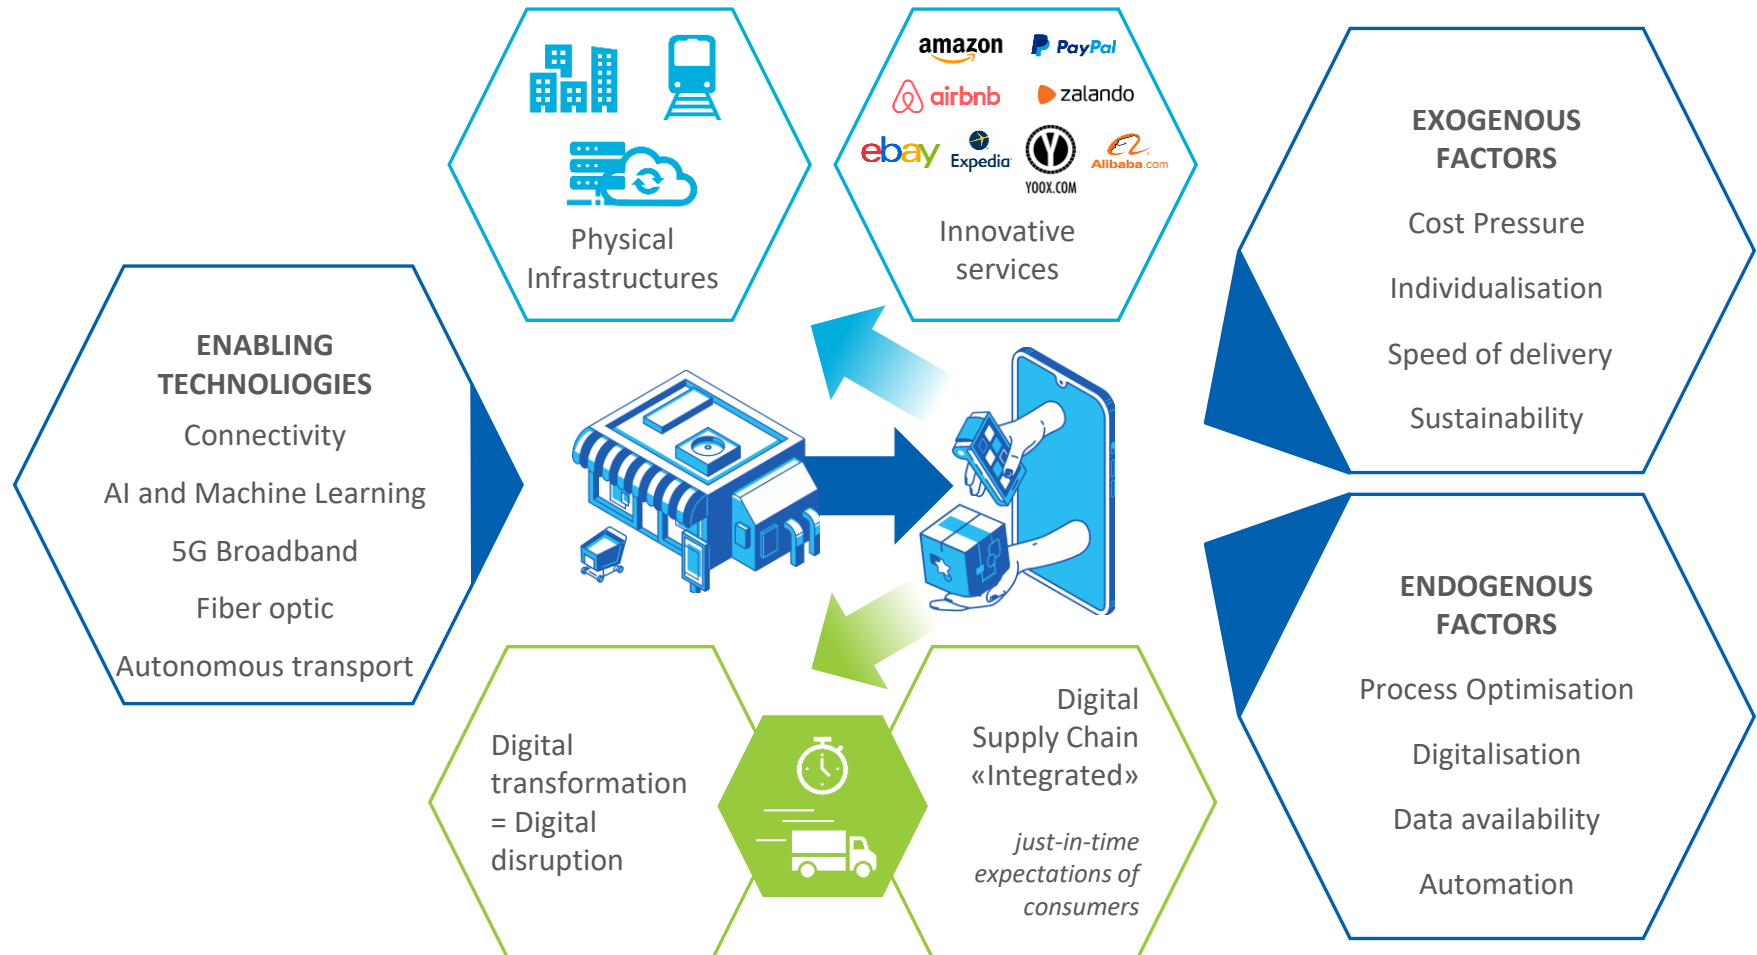 amazon
PayPal
airbnb
zalando
ebay
Expedia
Y
YOOX.COM
Alibaba.com
Physical
Infrastructures
Innovative
services
EXOGENOUS
FACTORS
Cost Pressure
Individualisation
Speed of delivery
Sustainability
ENABLING
TECHNOLIOGIES
Connectivity
AI and Machine Learning
5G Broadband
Fiber optic
Autonomous transport
Digital
transformation
= Digital
disruption
Digital
Supply Chain
«Integrated»
just-in-time
expectations of
consumers
ENDOGENOUS
FACTORS
Process Optimisation
Digitalisation
Data availability
Automation